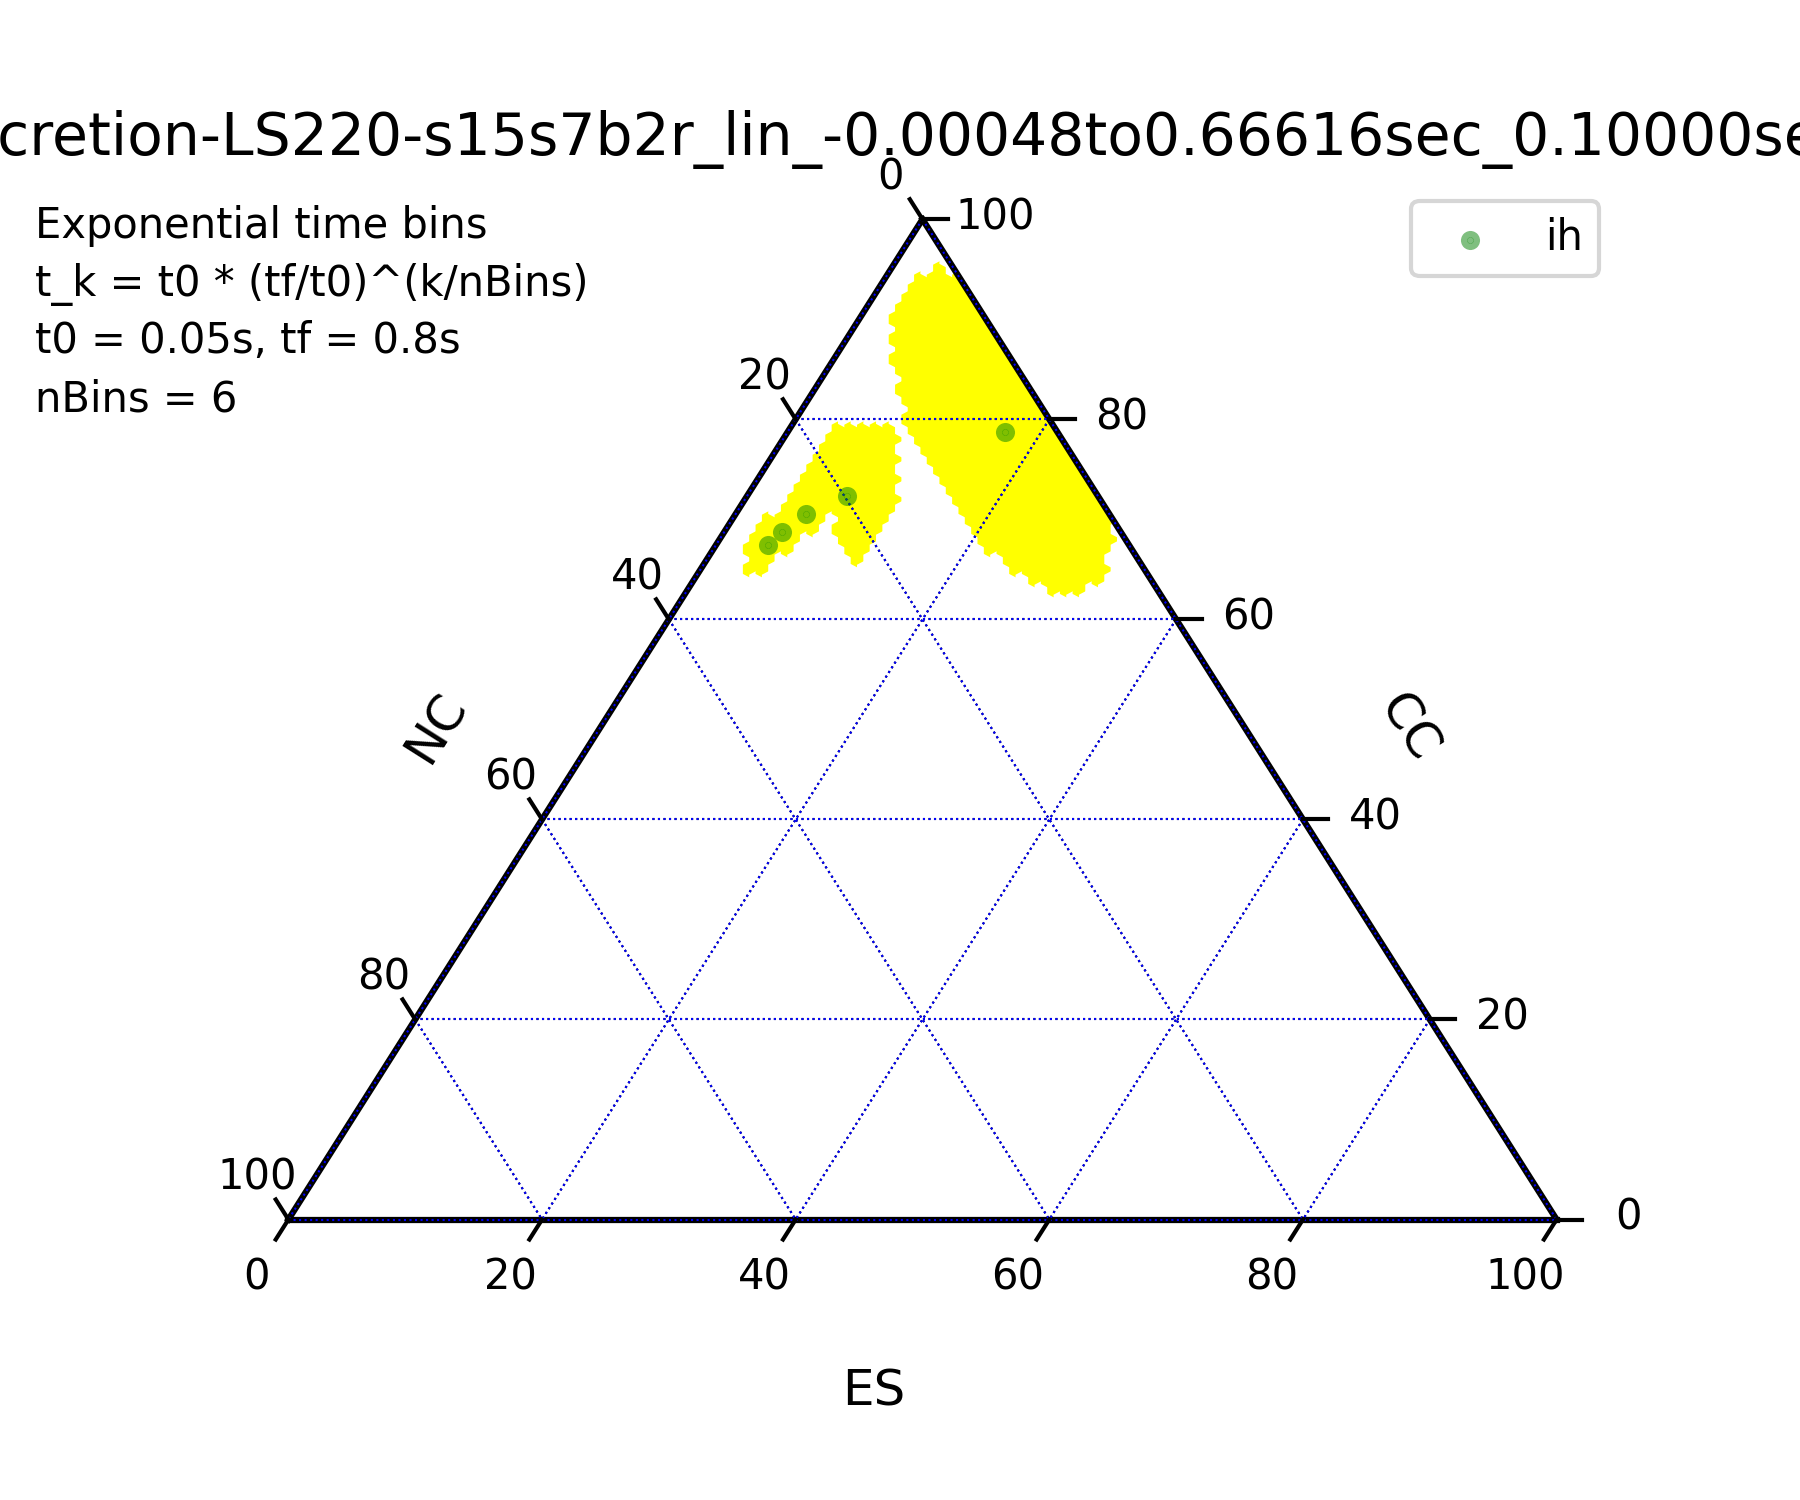 cretion-LS220-s15s7b2r_lin_-0.00048to0.66616sec_0.10000se
Exponential time bins
t_k = t0 * (tf/t0)^(k/nBins)
t0 = 0.05s, tf = 0.8s
nBins = 6
ih
0
100
20
80
40
60
NC
CC
60
40
80
20
100
0
0
20
40
60
80
100
ES